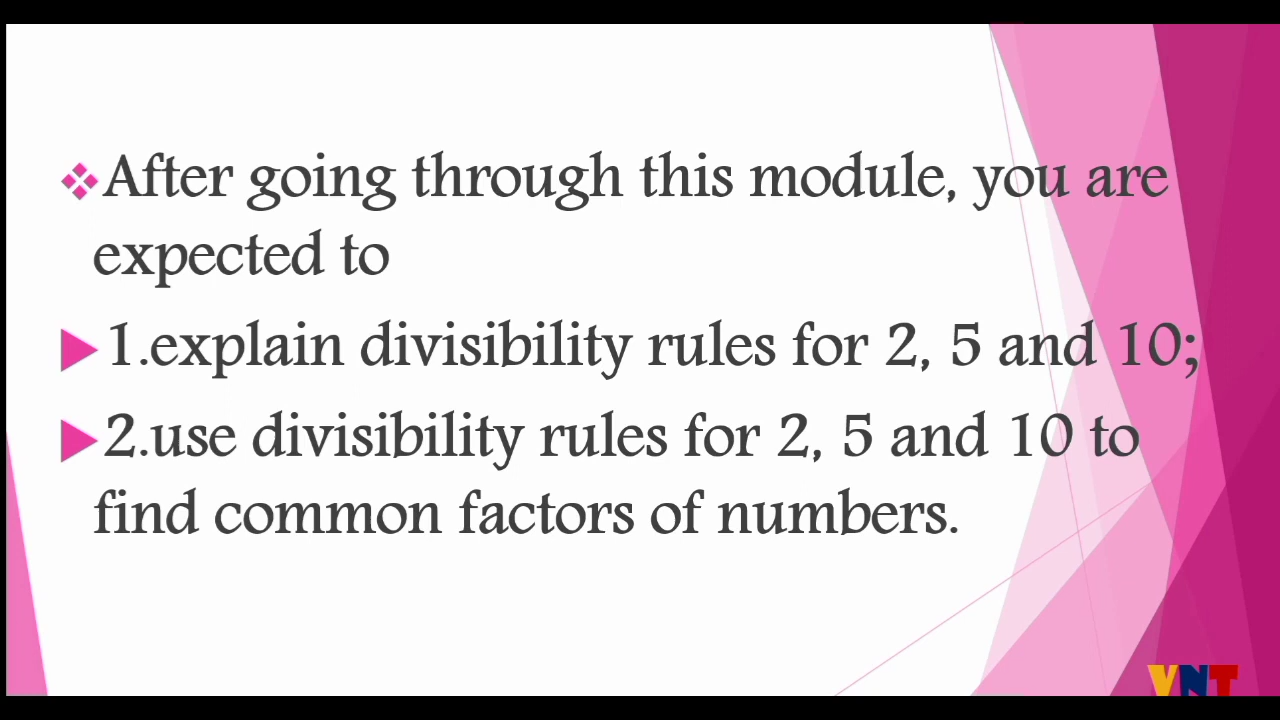 After going through this module, you are
expected to
1.explain divisibility rules for 2, 5 and 10;
2.use divisibility rules for 2, 5 and 10 to
find common factors of numbers.
VNT